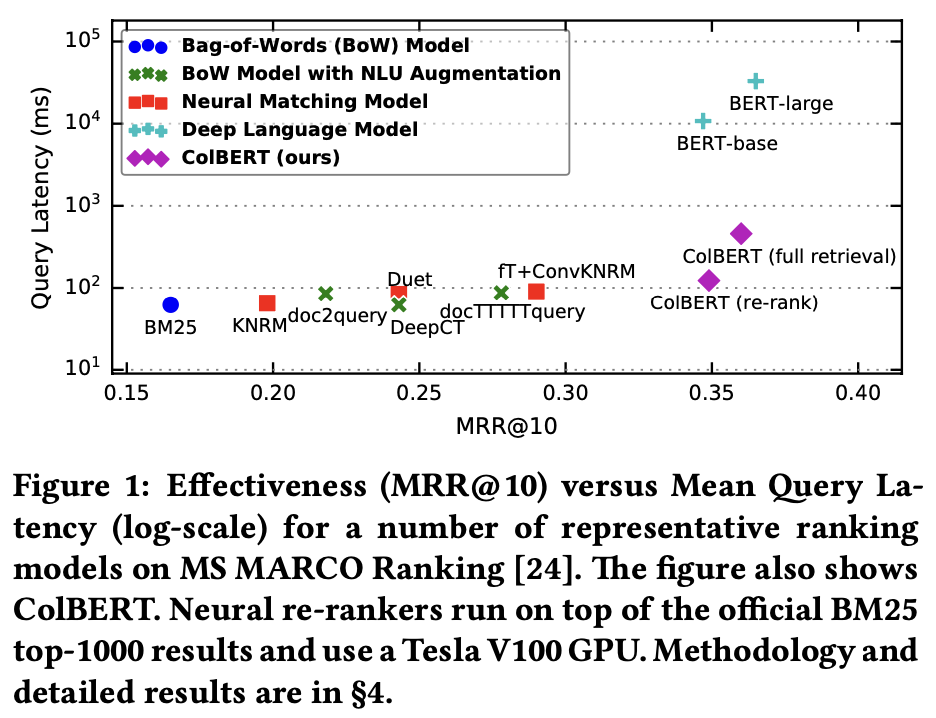 10⁵
10⁴
10³
10²
10¹
Query Latency (ms)
Bag-of-Words (BoW) Model
BoW Model with NLU Augmentation
Neural Matching Model
Deep Language Model
ColBERT (ours)
BERT-large
BERT-base
ColBERT (full retrieval)
ColBERT (re-rank)
fT+ConvKNRM
Duet
docTTTTTquery
doc2query
DeepCT
KNRM
BM25
0.15 0.20 0.25 0.30 0.35 0.40
MRR@10
Figure 1: Effectiveness (MRR@10) versus Mean Query La-
tency (log-scale) for a number of representative ranking
models on MS MARCO Ranking [24]. The figure also shows
ColBERT. Neural re-rankers run on top of the official BM25
top-1000 results and use a Tesla V100 GPU. Methodology and
detailed results are in §4.